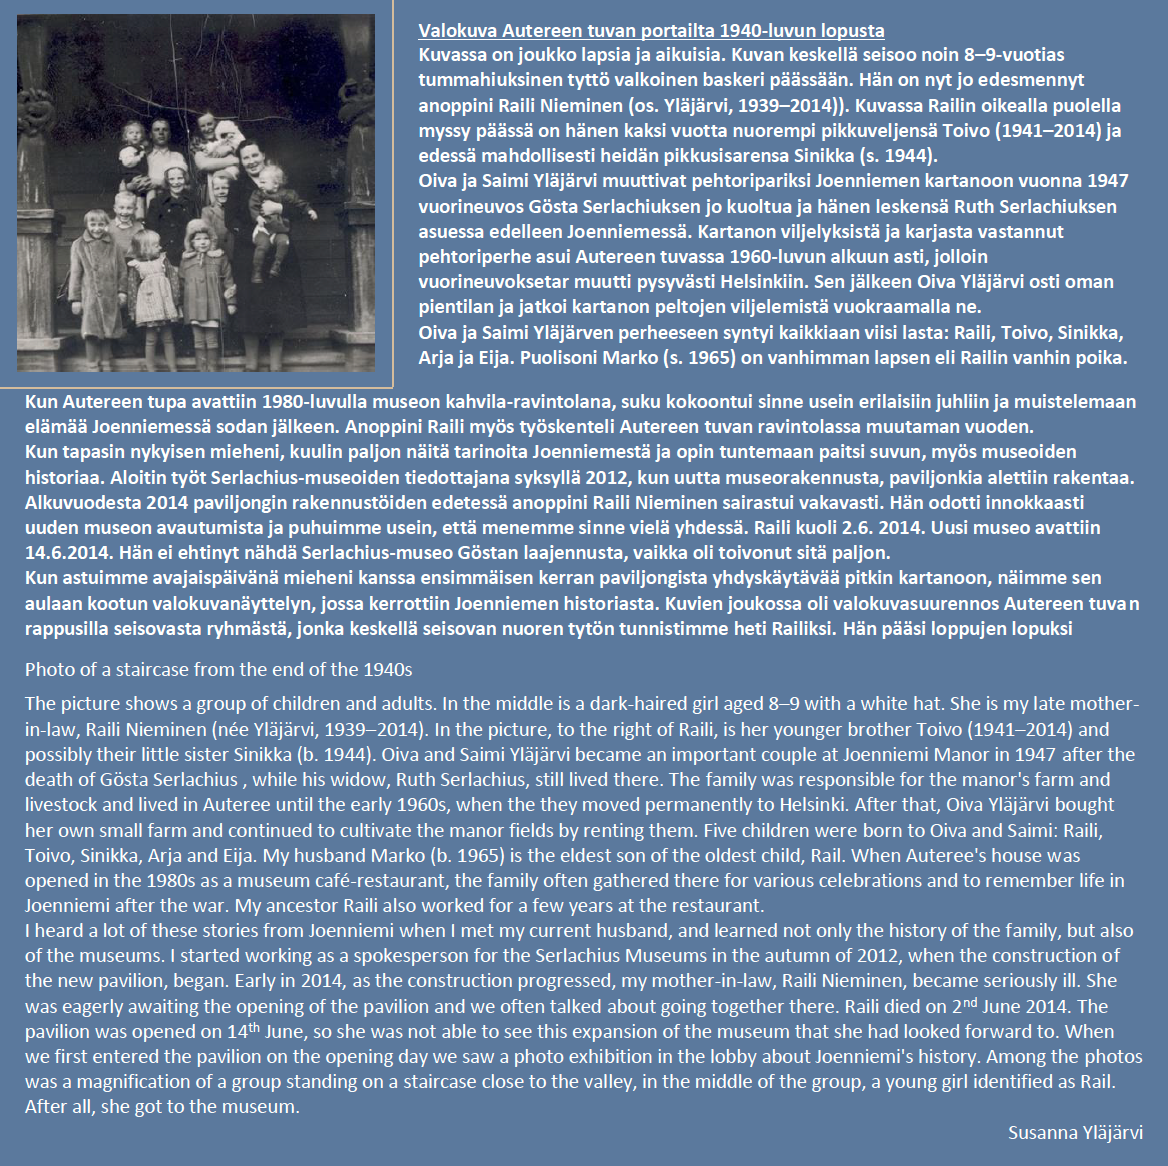 Valokuva Autereen tuvan portailta 1940-luvun lopusta
Kuvassa on joukko lapsia ja aikuisia. Kuvan keskellä seisoo noin 8–9-vuotias
tummahiuksinen tyttö valkoinen baskeri päässään. Hän on nyt jo edesmennyt
anoppini Raili Nieminen (os. Yläjärvi, 1939–2014)). Kuvassa Railin oikealla puolella
myssy päässä on hänen kaksi vuotta nuorempi pikkuveljensä Toivo (1941–2014) ja
edessä mahdollisesti heidän pikkusisarensa Sinikka (s. 1944).
Oiva ja Saimi Yläjärvi muuttivat pehtoripariksi Joenniemen kartanoon vuonna 1947
vuorineuvos Gösta Serlachiuksen jo kuoltua ja hänen leskensä Ruth Serlachiuksen
asuessa edelleen Joenniemessä. Kartanon viljelyksistä ja karjasta vastannut
pehtoriperhe asui Autereen tuvassa 1960-luvun alkuun asti, jolloin
vuorineuvoksetar muutti pysyvästi Helsinkiin. Sen jälkeen Oiva Yläjärvi osti oman
pientilan ja jatkoi kartanon peltojen viljelemistä vuokraamalla ne.
Oiva ja Saimi Yläjärven perheeseen syntyi kaikkiaan viisi lasta: Raili, Toivo, Sinikka,
Arja ja Eija. Puolisoni Marko (s. 1965) on vanhimman lapsen eli Railin vanhin poika.
Kun Autereen tupa avattiin 1980-luvulla museon kahvila-ravintolana, suku kokoontui sinne usein erilaisiin juhliin ja muistelemaan
elämää Joenniemessä sodan jälkeen. Anoppini Raili myös työskenteli Autereen tuvan ravintolassa muutaman vuoden.
Kun tapasin nykyisen mieheni, kuulin paljon näitä tarinoita Joenniemestä ja opin tuntemaan paitsi suvun, myös museoiden
historiaa. Aloitin työt Serlachius-museoiden tiedottajana syksyllä 2012, kun uutta museorakennusta, paviljonkia alettiin rakentaa.
Alkuvuodesta 2014 paviljongin rakennustöiden edetessä anoppini Raili Nieminen sairastui vakavasti. Hän odotti innokkaasti
uuden museon avautumista ja puhuimme usein, että menemme sinne vielä yhdessä. Raili kuoli 2.6. 2014. Uusi museo avattiin
14.6.2014. Hän ei ehtinyt nähdä Serlachius-museo Göstan laajennusta, vaikka oli toivonut sitä paljon.
Kun astuimme avajaispäivänä mieheni kanssa ensimmäisen kerran paviljongista yhdyskäytävää pitkin kartanoon, näimme sen
aulaan kootun valokuvanäyttelyn, jossa kerrottiin Joenniemen historiasta. Kuvien joukossa oli valokuvasuurennos Autereen tuvan
rappusilla seisovasta ryhmästä, jonka keskellä seisovan nuoren tytön tunnistimme heti Railiksi. Hän pääsi loppujen lopuksi
Photo of a staircase from the end of the 1940s
The picture shows a group of children and adults. In the middle is a dark-haired girl aged 8–9 with a white hat. She is my late mother-
in-law, Raili Nieminen (née Yläjärvi, 1939–2014). In the picture, to the right of Raili, is her younger brother Toivo (1941–2014) and
possibly their little sister Sinikka (b. 1944). Oiva and Saimi Yläjärvi became an important couple at Joenniemi Manor in 1947 after the
death of Gösta Serlachius , while his widow, Ruth Serlachius, still lived there. The family was responsible for the manor's farm and
livestock and lived in Auteree until the early 1960s, when the they moved permanently to Helsinki. After that, Oiva Yläjärvi bought
her own small farm and continued to cultivate the manor fields by renting them. Five children were born to Oiva and Saimi: Raili,
Toivo, Sinikka, Arja and Eija. My husband Marko (b. 1965) is the eldest son of the oldest child, Rail. When Auteree's house was
opened in the 1980s as a museum café-restaurant, the family often gathered there for various celebrations and to remember life in
Joenniemi after the war. My ancestor Raili also worked for a few years at the restaurant.
I heard a lot of these stories from Joenniemi when I met my current husband, and learned not only the history of the family, but also
of the museums. I started working as a spokesperson for the Serlachius Museums in the autumn of 2012, when the construction of
the new pavilion, began. Early in 2014, as the construction progressed, my mother-in-law, Raili Nieminen, became seriously ill. She
was eagerly awaiting the opening of the pavilion and we often talked about going together there. Raili died on 2nd June 2014. The
pavilion was opened on 14th June, so she was not able to see this expansion of the museum that she had looked forward to. When
we first entered the pavilion on the opening day we saw a photo exhibition in the lobby about Joenniemi's history. Among the photos
was a magnification of a group standing on a staircase close to the valley, in the middle of the group, a young girl identified as Rail.
After all, she got to the museum.
Susanna Yläjärvi